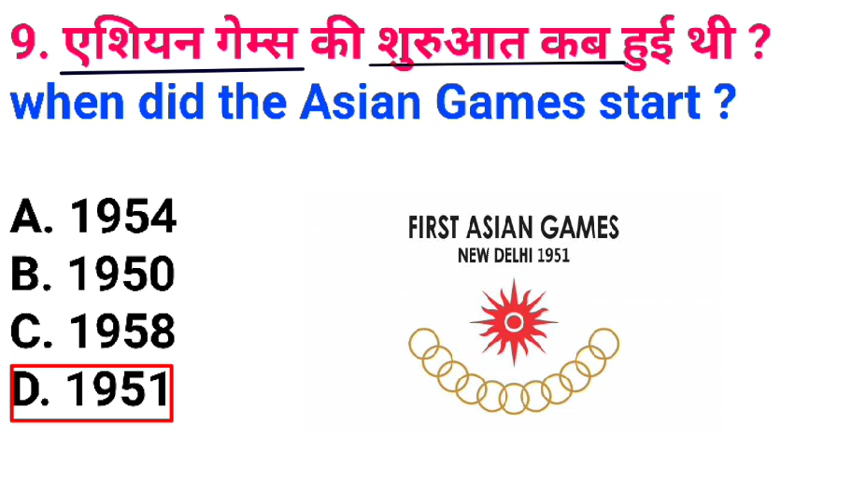 9. एशियन गेम्स की शुरुआत कब हुई थी ?
when did the Asian Games start ?
A. 1954
B. 1950
C. 1958
D. 1951
FIRST ASIAN GAMES
NEW DELHI 1951